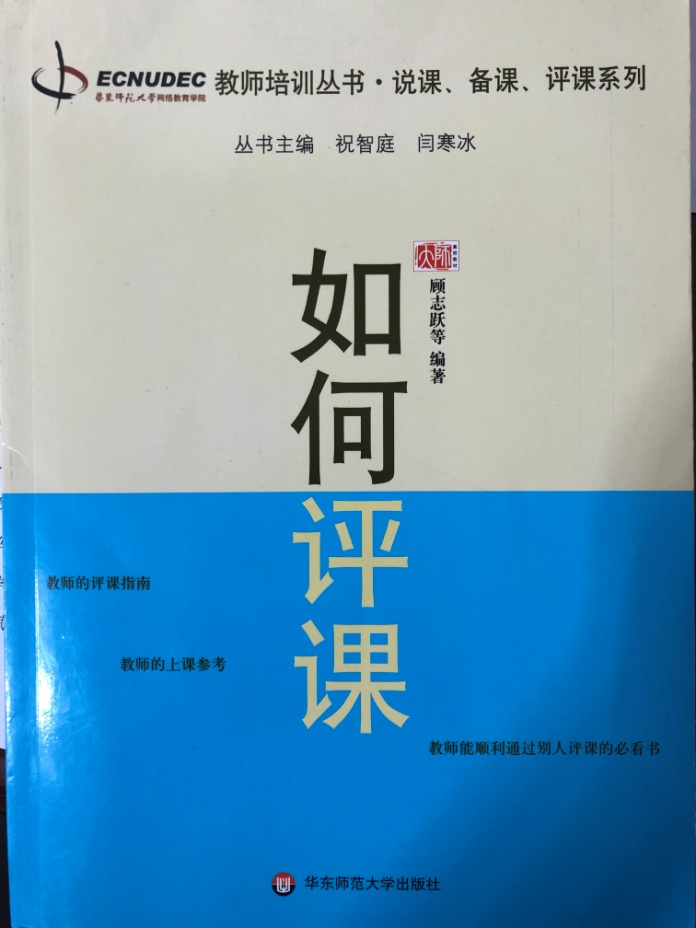 ECNUDEC
华东师范大学网络教育学院
教师培训丛书·说课、备课、评课系列
丛书主编 祝智庭 闫寒冰
如何评课
大师
顾志跃等 编著
教师的评课指南
教师的上课参考
教师能顺利通过别人评课的必看书
华东师范大学出版社